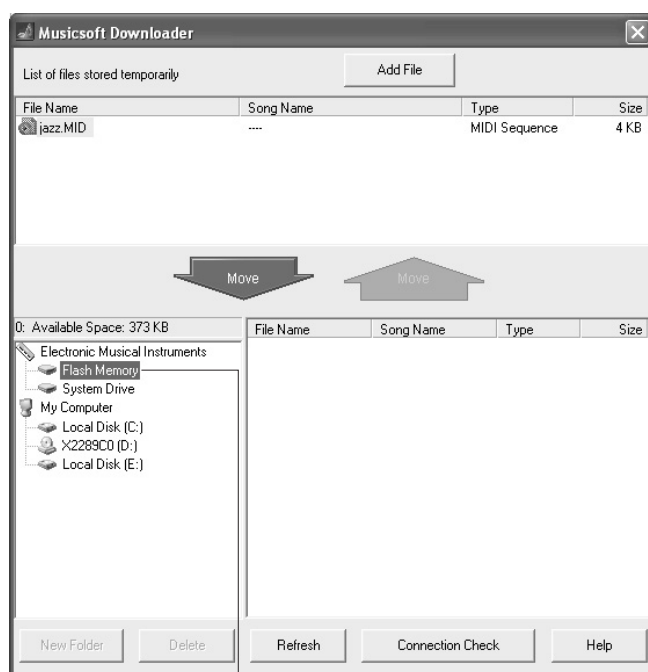 Musicsoft Downloader
List of files stored temporarily
Add File
File Name Song Name Type Size
jazz.MID ---- MIDI Sequence 4 KB
Move Move
0: Available Space: 373 KB
File Name Song Name Type Size
Electronic Musical Instruments
Flash Memory
System Drive
My Computer
Local Disk (C:)
X2289C0 (D:)
Local Disk (E:)
New Folder Delete Refresh Connection Check Help